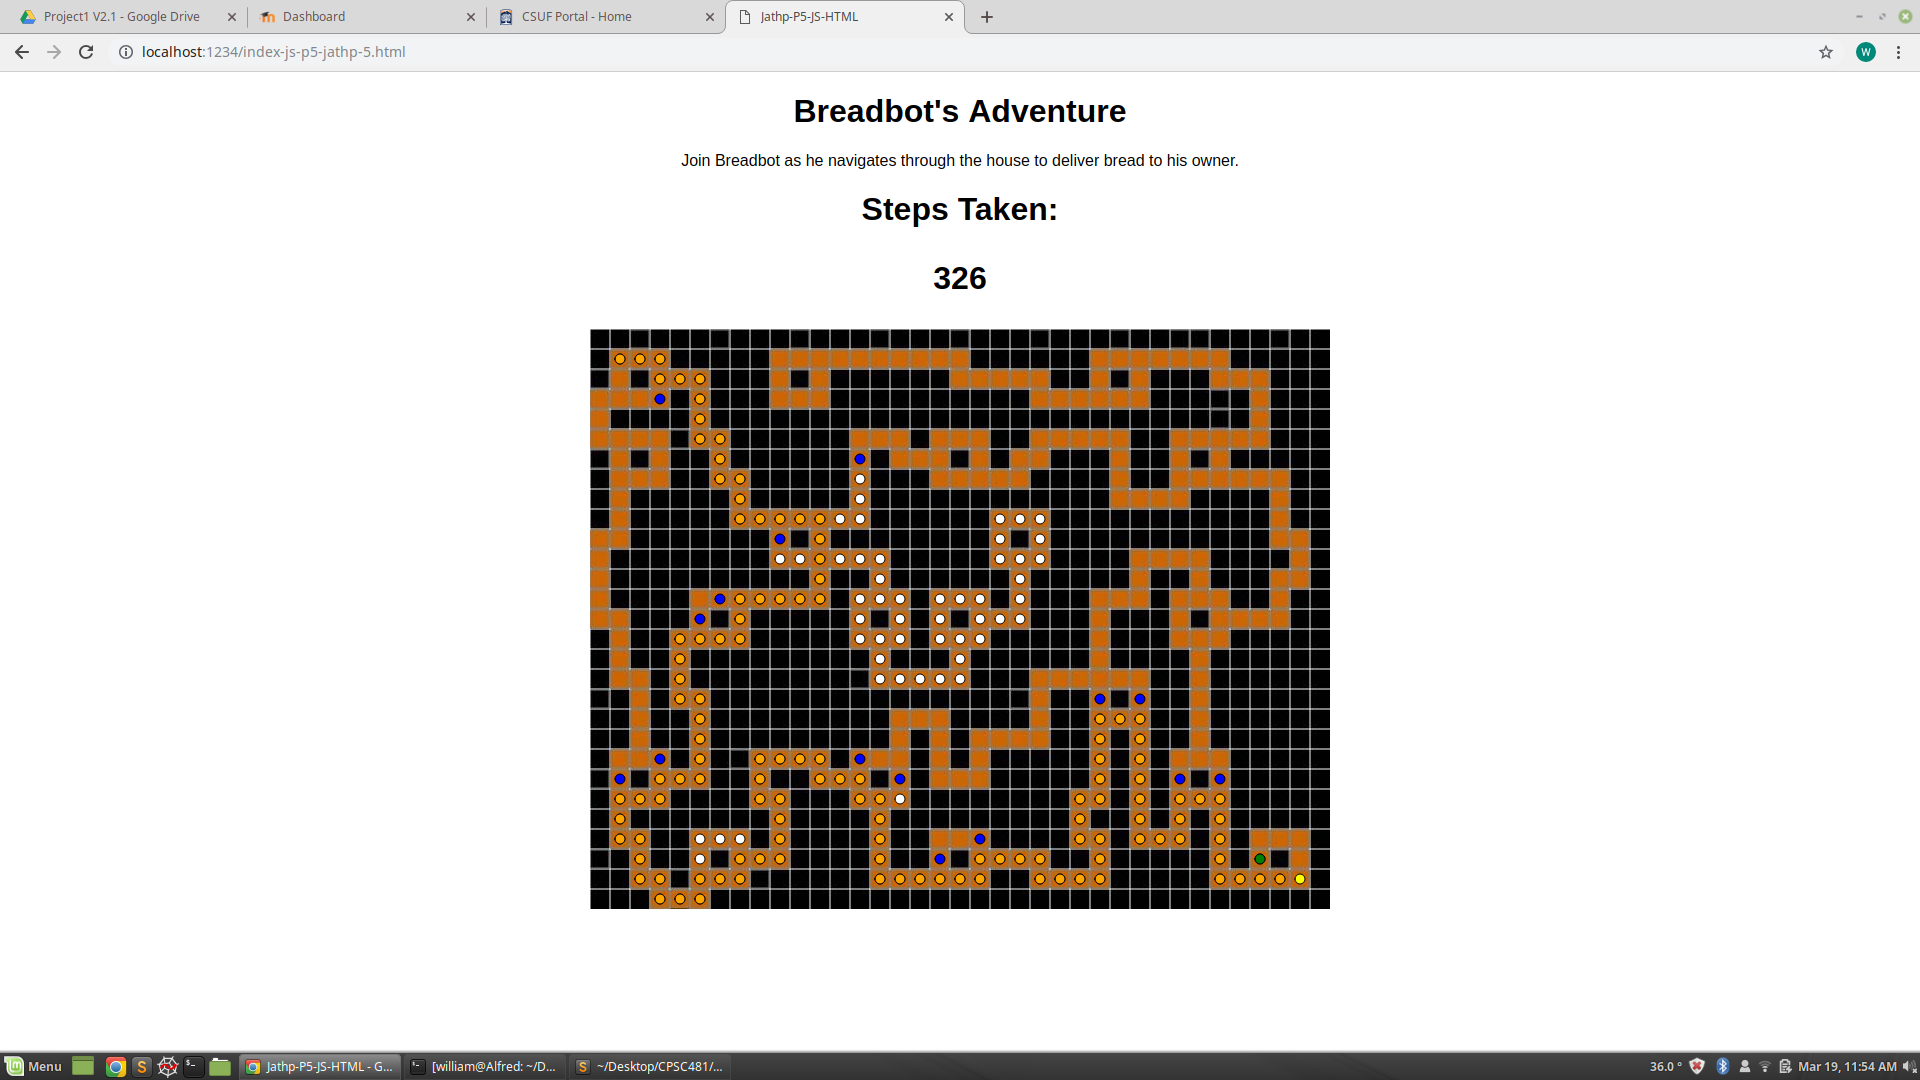 Project1 V2.1 - Google Drive
Dashboard
CSUF Portal - Home
Jathp-P5-JS-HTML
localhost:1234/index-js-p5-jathp-5.html
W
Breadbot's Adventure
Join Breadbot as he navigates through the house to deliver bread to his owner.
Steps Taken:
326
Menu
S
Jathp-P5-JS-HTML - G...
[william@Alfred: ~/D...
S
~/Desktop/CPSC481/...
36.0 °
Mar 19, 11:54 AM